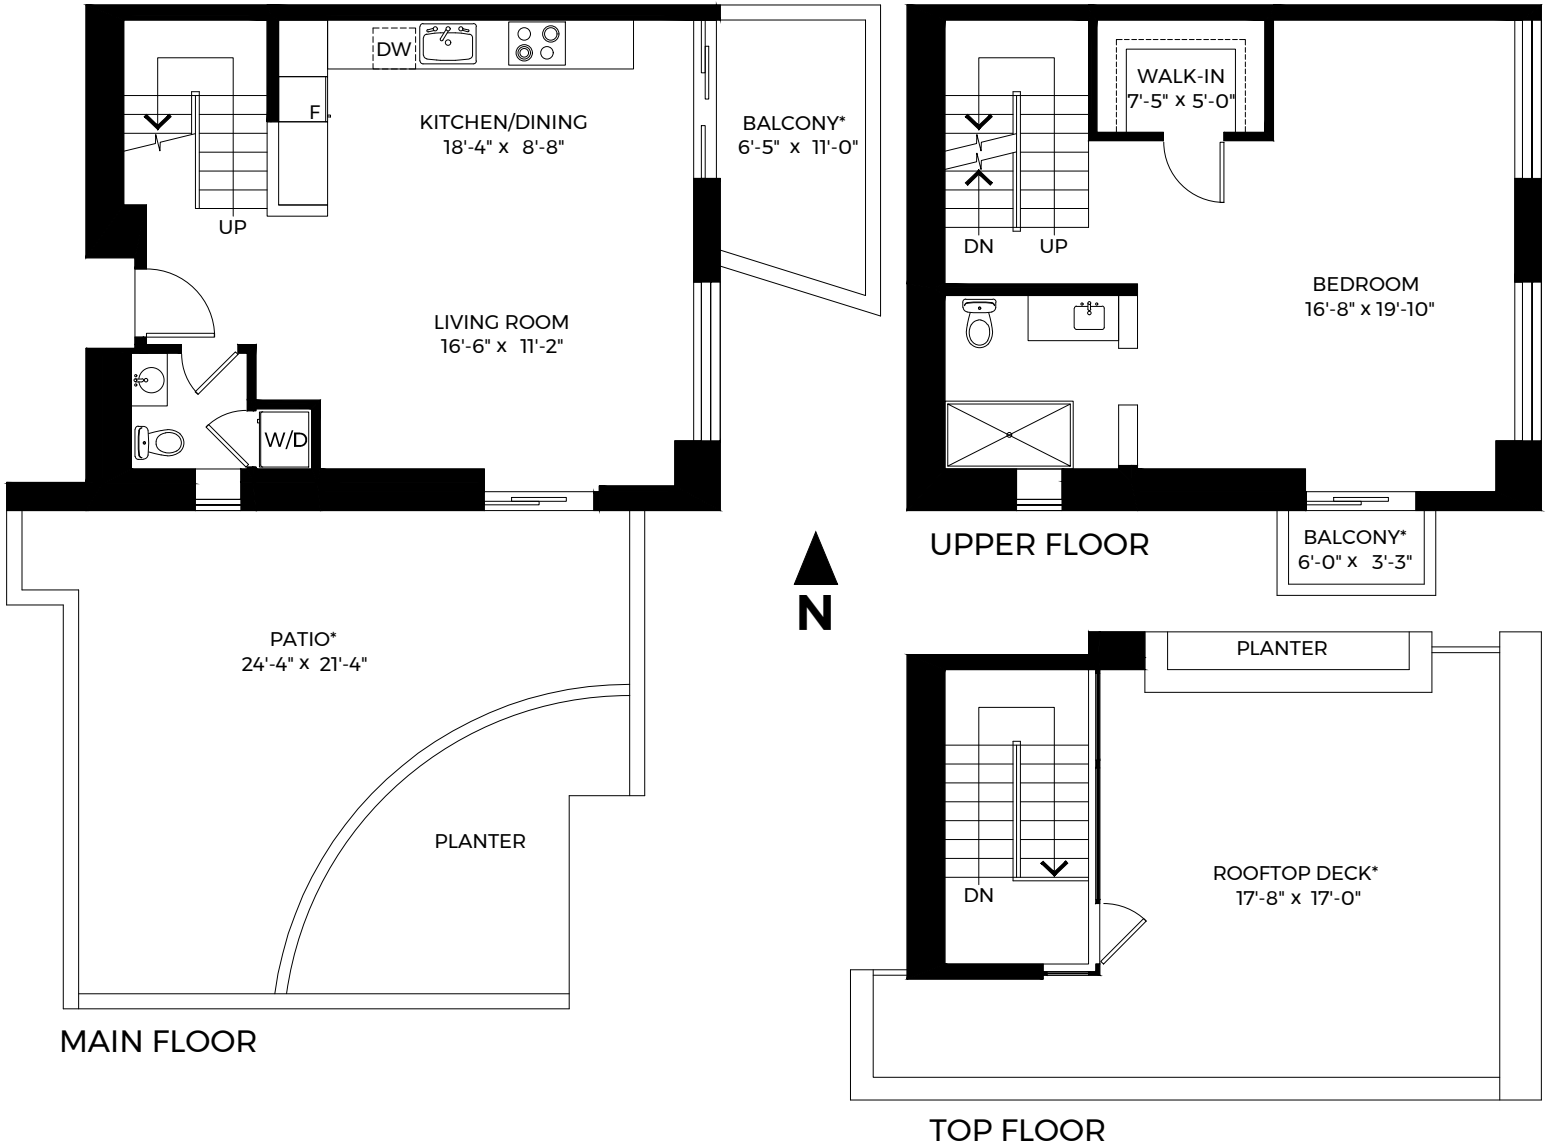 DW
F
KITCHEN/DINING
18'-4" x 8'-8"
BALCONY*
6'-5" x 11'-0"
UP
LIVING ROOM
16'-6" x 11'-2"
W/D
PATIO*
24'-4" x 21'-4"
PLANTER
MAIN FLOOR
N
WALK-IN
7'-5" x 5'-0"
DN
UP
BEDROOM
16'-8" x 19'-10"
UPPER FLOOR
BALCONY*
6'-0" x 3'-3"
PLANTER
DN
ROOFTOP DECK*
17'-8" x 17'-0"
TOP FLOOR